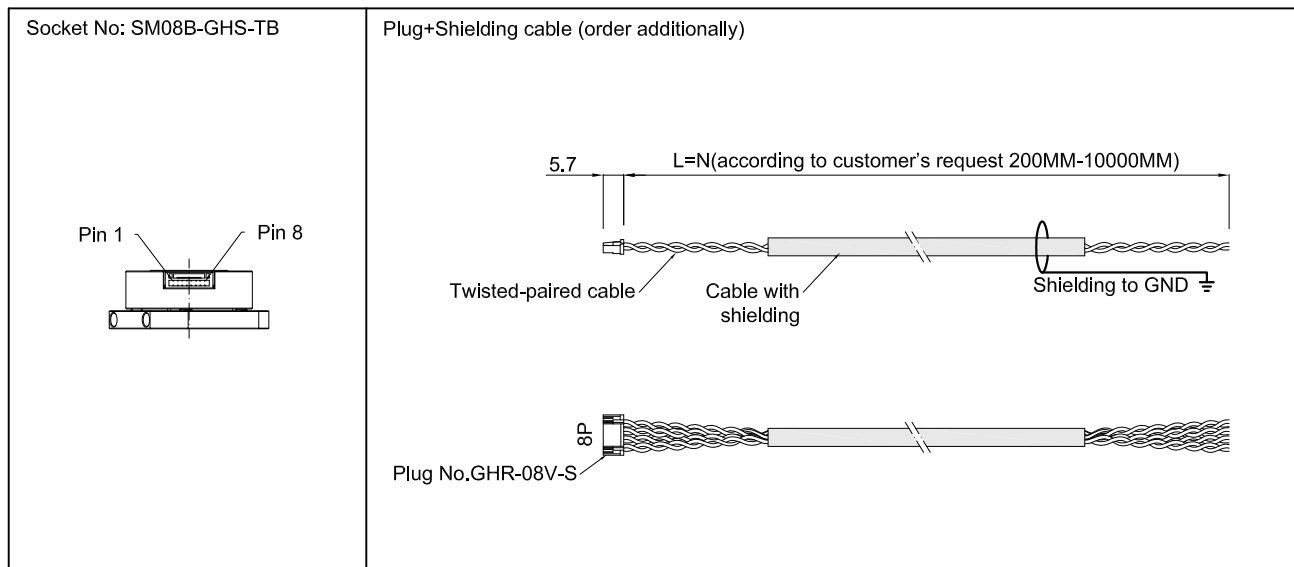 Socket No: SM08B-GHS-TB
Plug+Shielding cable (order additionally)
5.7
L=N(according to customer's request 200MM-10000MM)
Pin 1
Pin 8
Twisted-paired cable
Cable with
shielding
Shielding to GND
8P
Plug No.GHR-08V-S